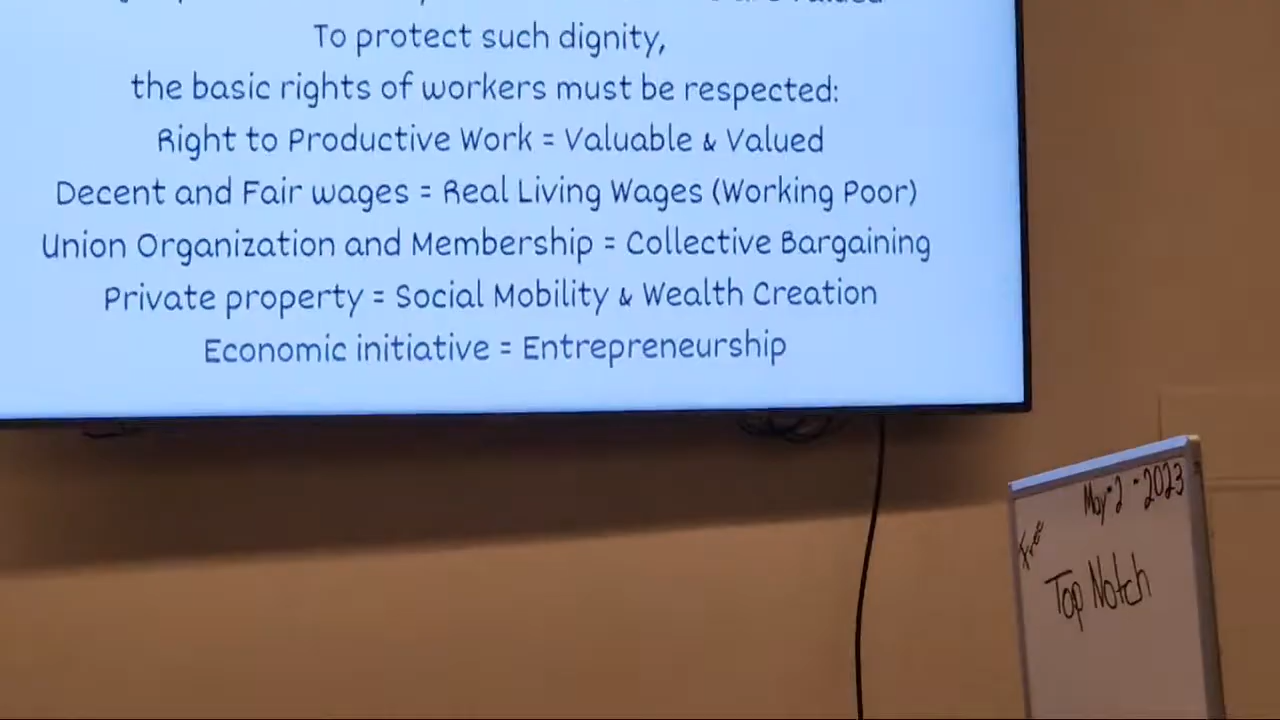 To protect such dignity,
the basic rights of workers must be respected:
Right to Productive Work = Valuable & Valued
Decent and Fair wages = Real Living Wages (Working Poor)
Union Organization and Membership = Collective Bargaining
Private property = Social Mobility & Wealth Creation
Economic initiative = Entrepreneurship
May-2-2023
Free
Top Notch